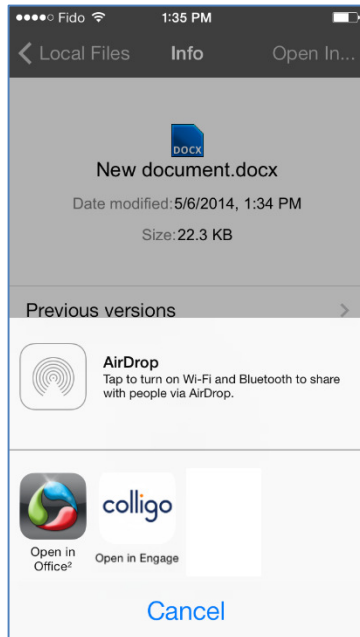 Fido 1:35 PM
Local Files Info Open In...
DOCX
New document.docx
Date modified: 5/6/2014, 1:34 PM
Size: 22.3 KB
Previous versions
AirDrop
Tap to turn on Wi-Fi and Bluetooth to share
with people via AirDrop.
colligo
Open in
Office²
Open in Engage
Cancel